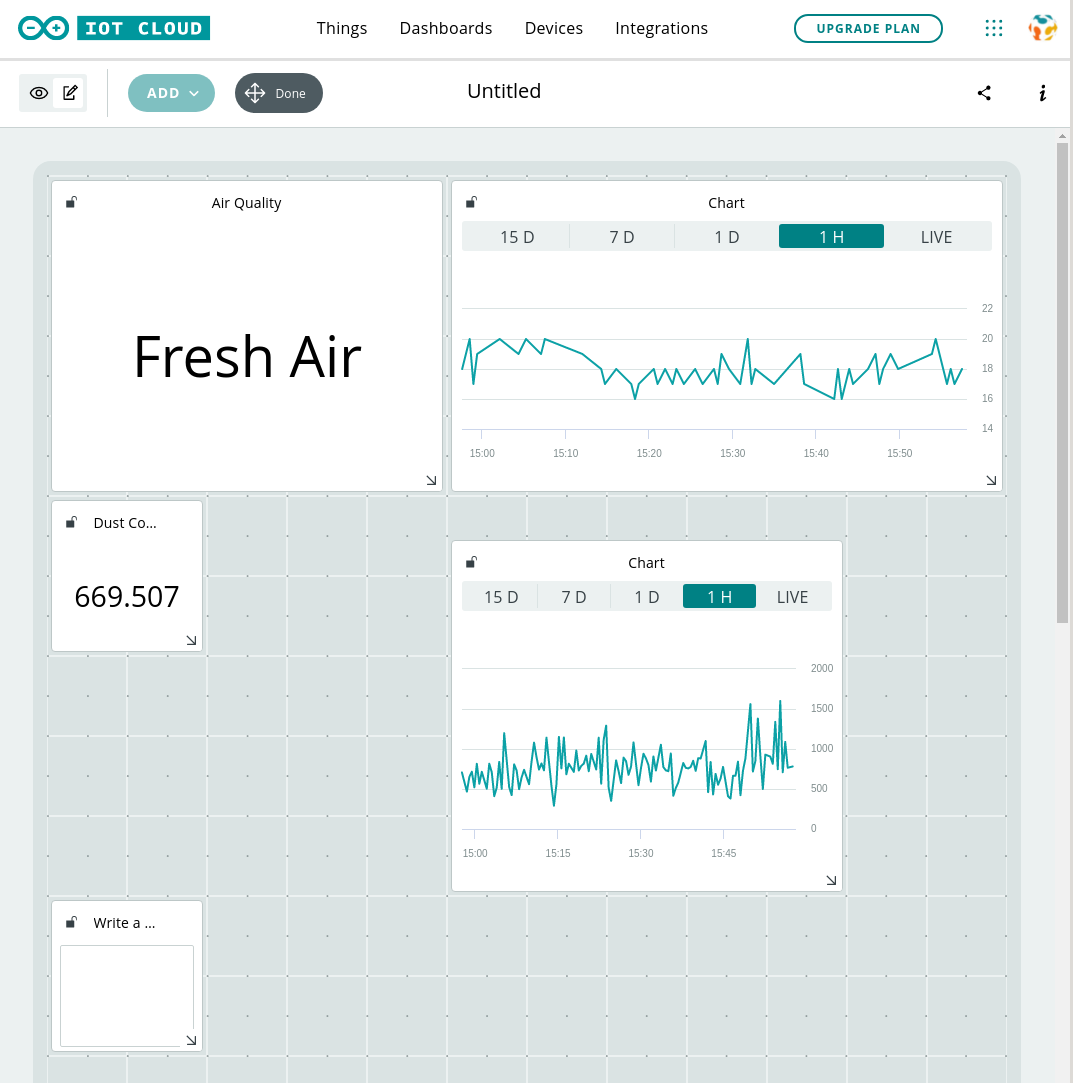 IOT CLOUD
Things Dashboards Devices Integrations
UPGRADE PLAN
ADD
Done
Untitled
i
Air Quality
Fresh Air
Chart
15 D 7 D 1 D 1 H LIVE
22
20
18
16
14
15:00 15:10 15:20 15:30 15:40 15:50
Dust Co...
669.507
Chart
15 D 7 D 1 D 1 H LIVE
2000
1500
1000
500
0
15:00 15:15 15:30 15:45
Write a ...